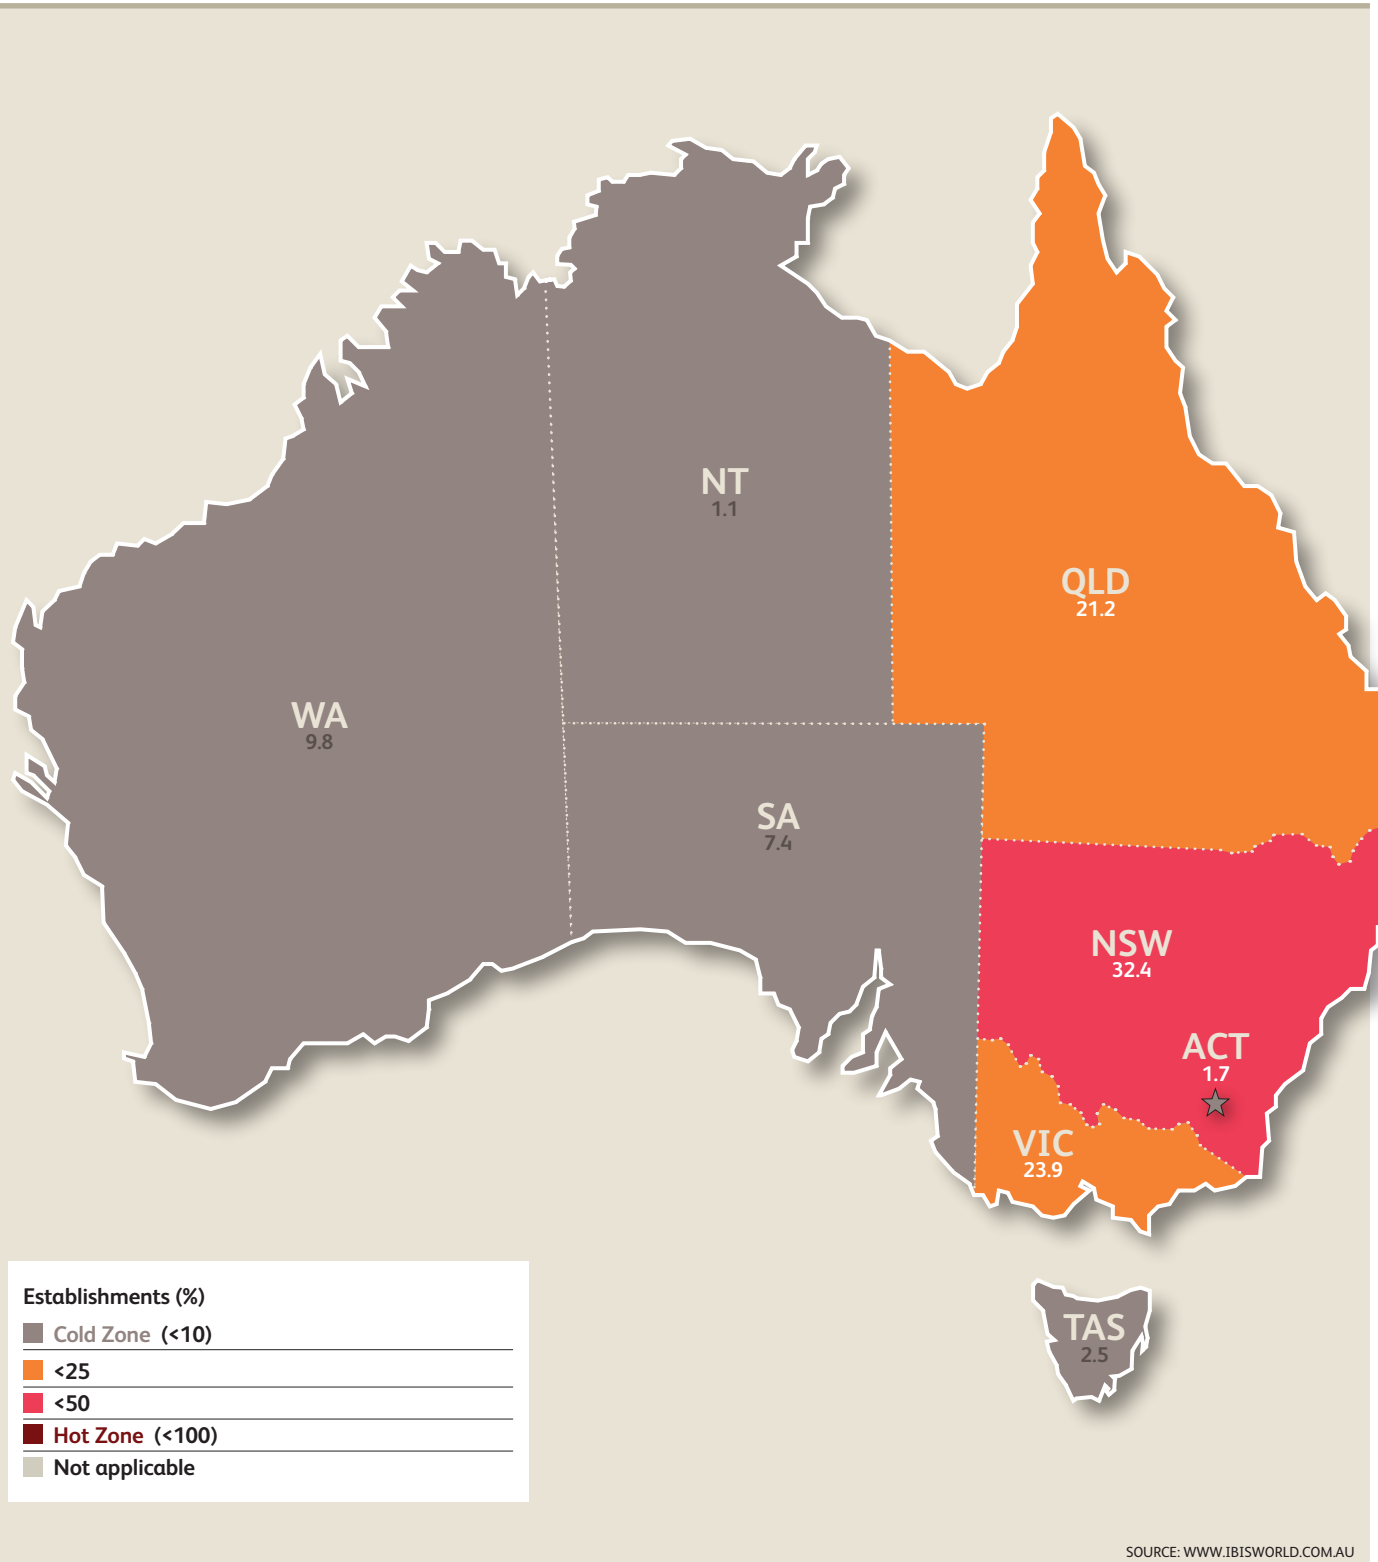 NT
1.1
QLD
21.2
WA
9.8
SA
7.4
NSW
32.4
ACT
1.7
VIC
23.9
TAS
2.5
Establishments (%)
Cold Zone (<10)
<25
<50
Hot Zone (<100)
Not applicable
SOURCE: WWW.IBISWORLD.COM.AU